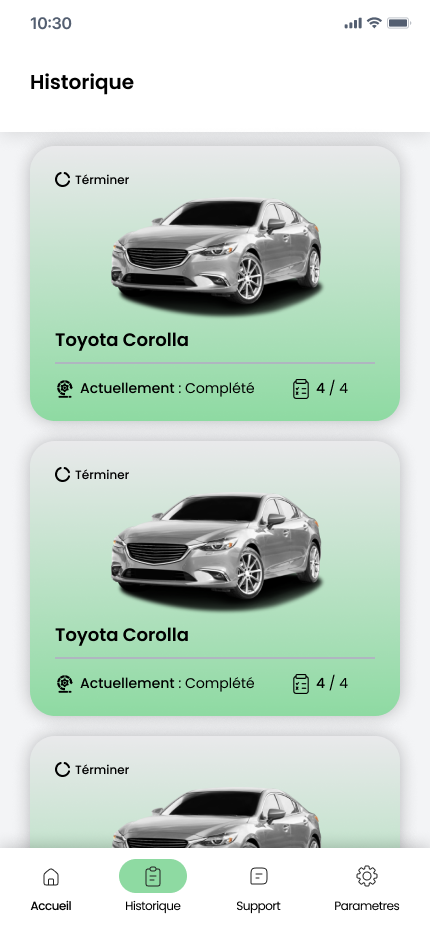 10:30
Historique
Términer
Toyota Corolla
Actuellement : Complété 4 / 4
Términer
Toyota Corolla
Actuellement : Complété 4 / 4
Términer
Accueil Historique Support Parametres